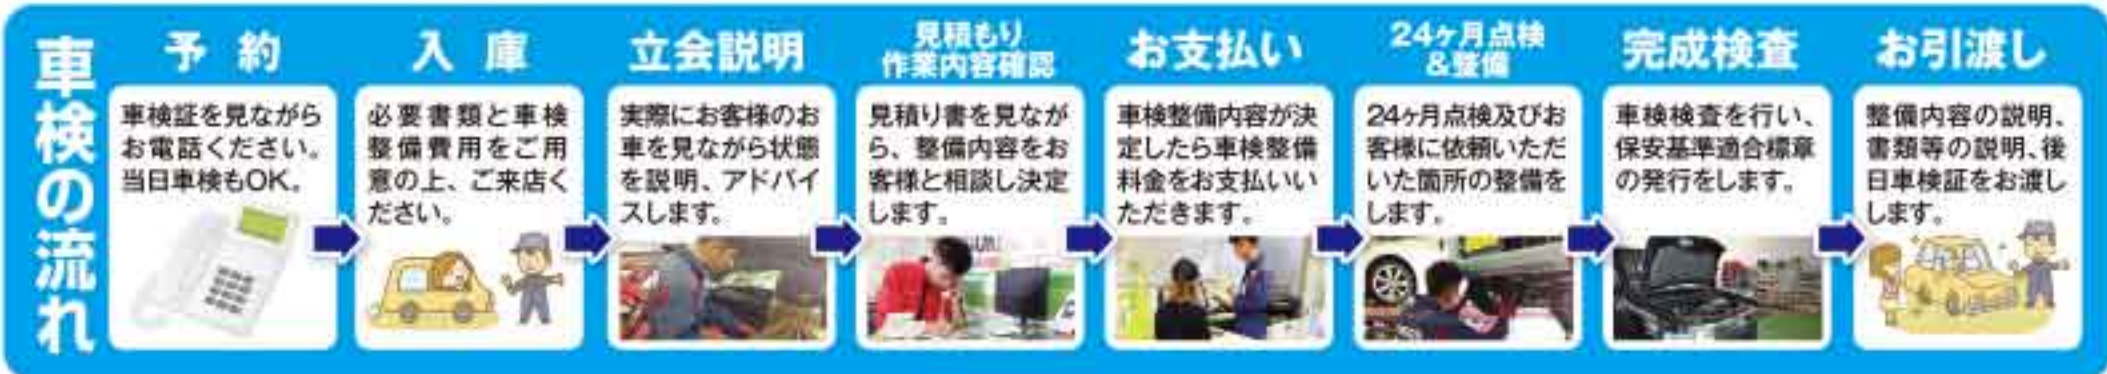 車検の流れ
予約
車検証を見ながら
お電話ください。
当日車検もOK。
入庫
必要書類と車検
整備費用をご用
意の上、ご来店く
ださい。
立会説明
実際にお客様のお
車を見ながら状態
を説明、アドバイ
スします。
見積もり
作業内容確認
見積り書を見なが
ら、整備内容をお
客様と相談し決定
します。
お支払い
車検整備内容が決
定したら車検整備
料金をお支払いい
ただきます。
24ヶ月点検
&整備
24ヶ月点検及びお
客様に依頼いただ
いた箇所の整備を
します。
完成検査
車検検査を行い、
保安基準適合標章
の発行をします。
お引渡し
整備内容の説明、
書類等の説明、後
日車検証をお渡し
します。